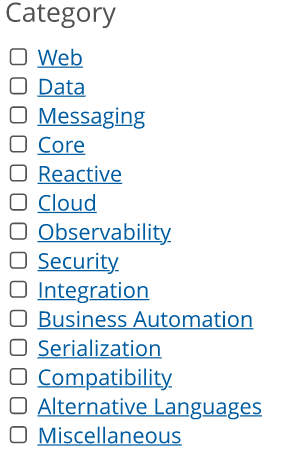 Category
Web
Data
Messaging
Core
Reactive
Cloud
Observability
Security
Integration
Business Automation
Serialization
Compatibility
Alternative Languages
Miscellaneous